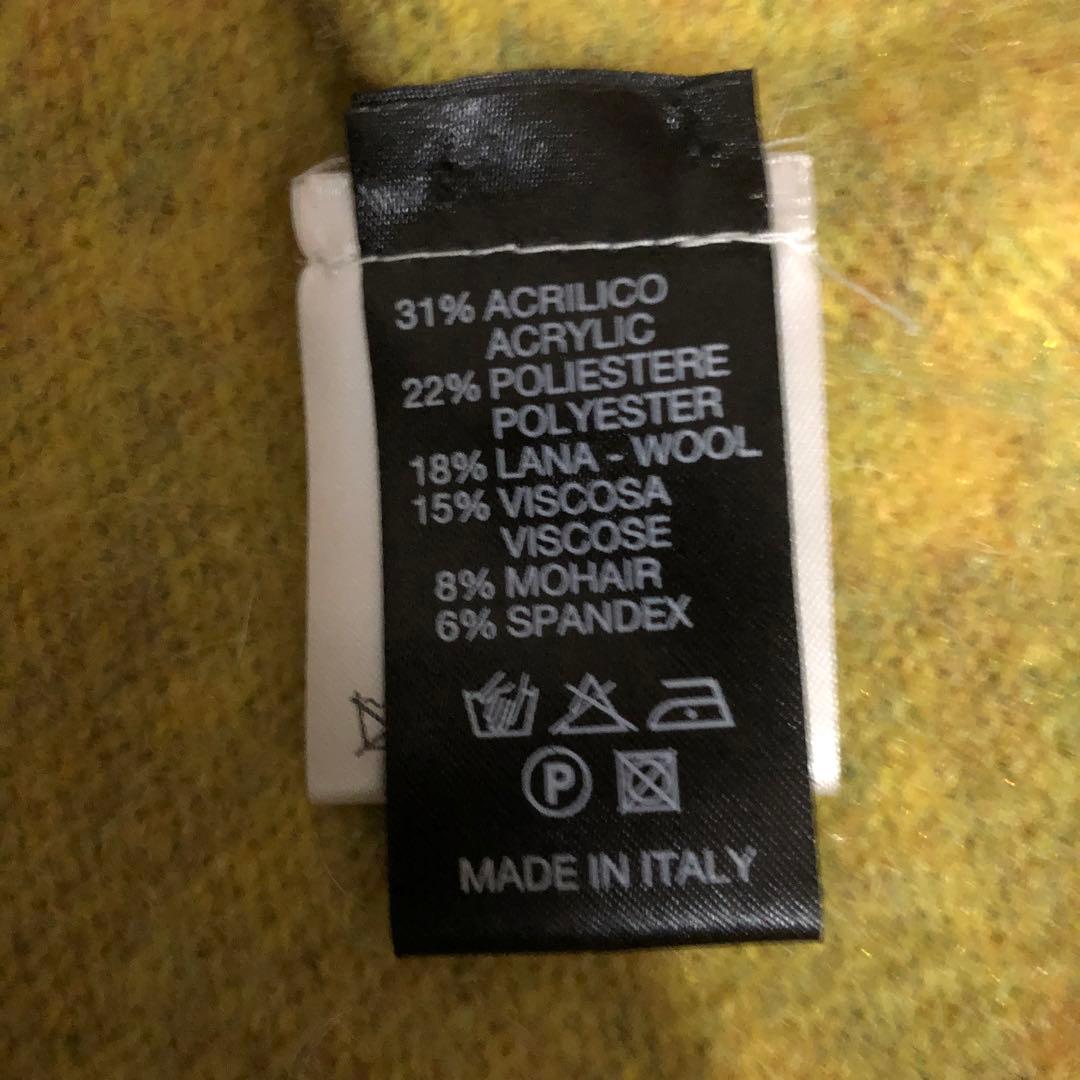 31% ACRILICO
ACRYLIC
22% POLIESTERE
POLYESTER
18% LANA - WOOL
15% VISCOSA
VISCOSE
8% MOHAIR
6% SPANDEX
P
MADE IN ITALY